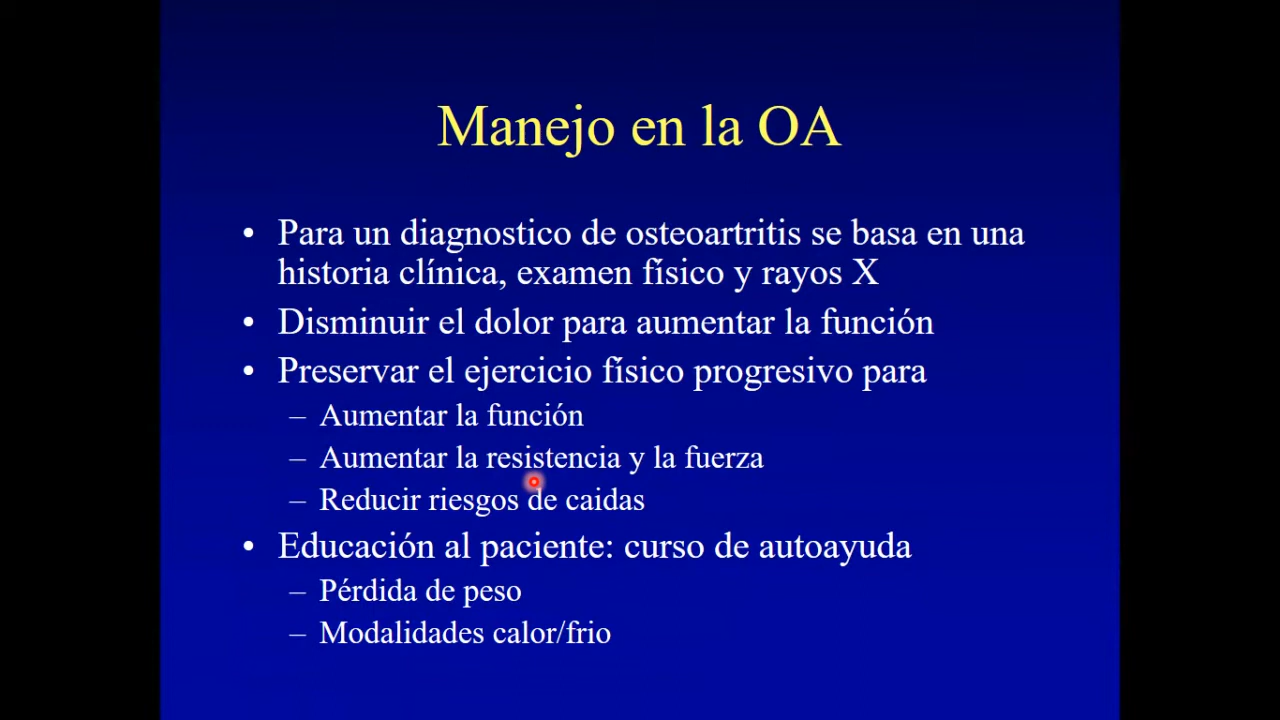 Manejo en la OA
• Para un diagnostico de osteoartritis se basa en una
historia clínica, examen físico y rayos X
• Disminuir el dolor para aumentar la función
• Preservar el ejercicio físico progresivo para
– Aumentar la función
– Aumentar la resistencia y la fuerza
– Reducir riesgos de caidas
• Educación al paciente: curso de autoayuda
– Pérdida de peso
– Modalidades calor/frio